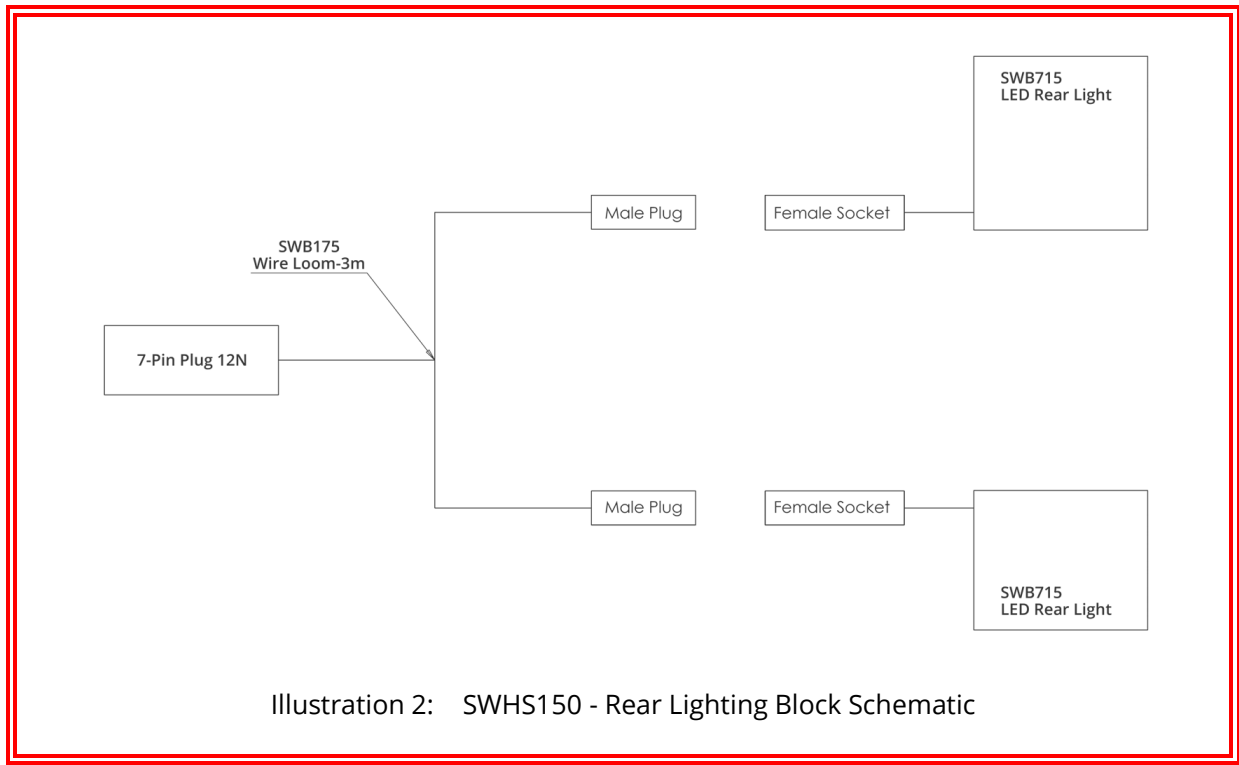 SWB715
LED Rear Light
Male Plug
Female Socket
SWB175
Wire Loom-3m
7-Pin Plug 12N
Male Plug
Female Socket
SWB715
LED Rear Light
Illustration 2: SWHS150 - Rear Lighting Block Schematic